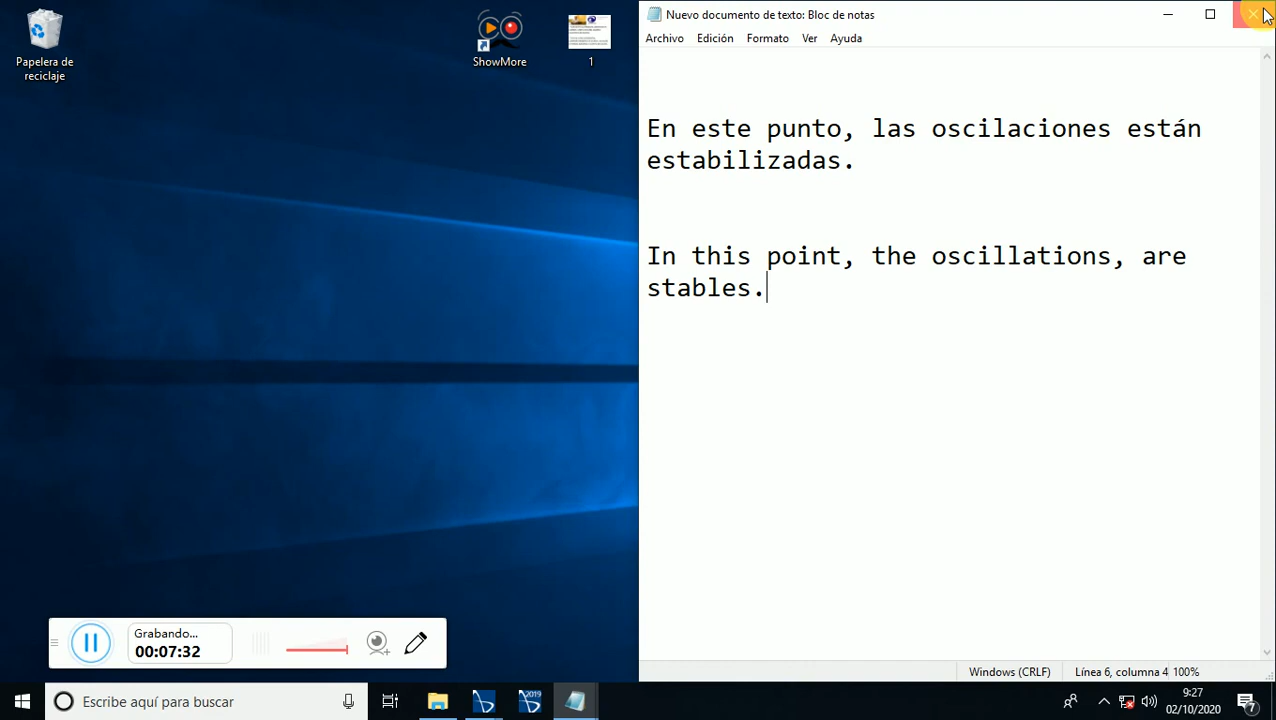 Papelera de
reciclaje
ShowMore
1
Nuevo documento de texto: Bloc de notas
Archivo Edición Formato Ver Ayuda
En este punto, las oscilaciones están
estabilizadas.
In this point, the oscillations, are
stables.
Grabando...
00:07:32
Windows (CRLF) Línea 6, columna 4 100%
Escribe aquí para buscar
2019
9:27
02/10/2020
7